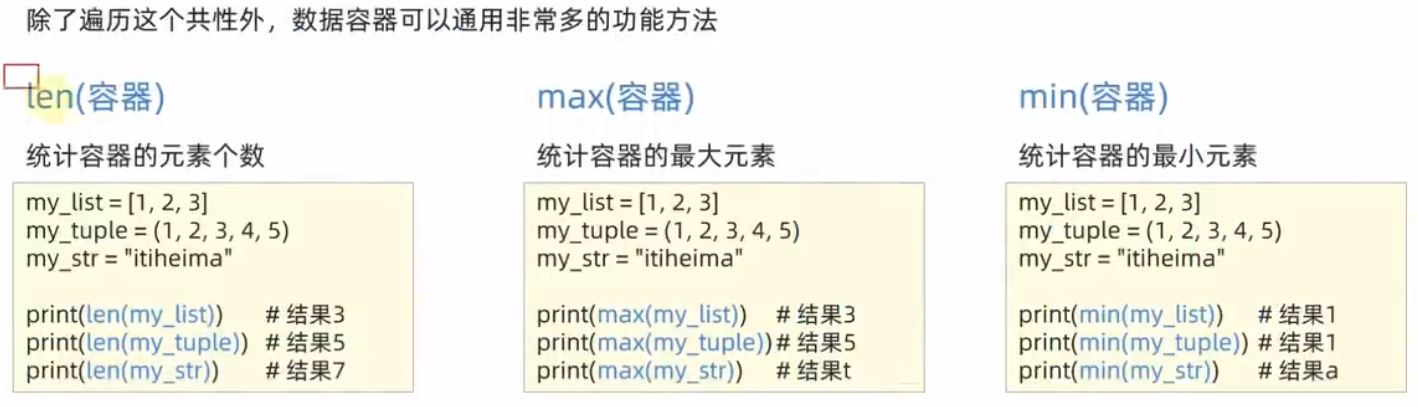 除了遍历这个共性外，数据容器可以通用非常多的功能方法
len(容器)
统计容器的元素个数
my_list = [1, 2, 3]
my_tuple = (1, 2, 3, 4, 5)
my_str = "itiheima"
print(len(my_list)) # 结果3
print(len(my_tuple)) # 结果5
print(len(my_str)) # 结果7
max(容器)
统计容器的最大元素
my_list = [1, 2, 3]
my_tuple = (1, 2, 3, 4, 5)
my_str = "itiheima"
print(max(my_list)) # 结果3
print(max(my_tuple))# 结果5
print(max(my_str)) # 结果t
min(容器)
统计容器的最小元素
my_list = [1, 2, 3]
my_tuple = (1, 2, 3, 4, 5)
my_str = "itiheima"
print(min(my_list)) # 结果1
print(min(my_tuple)) # 结果1
print(min(my_str)) # 结果a